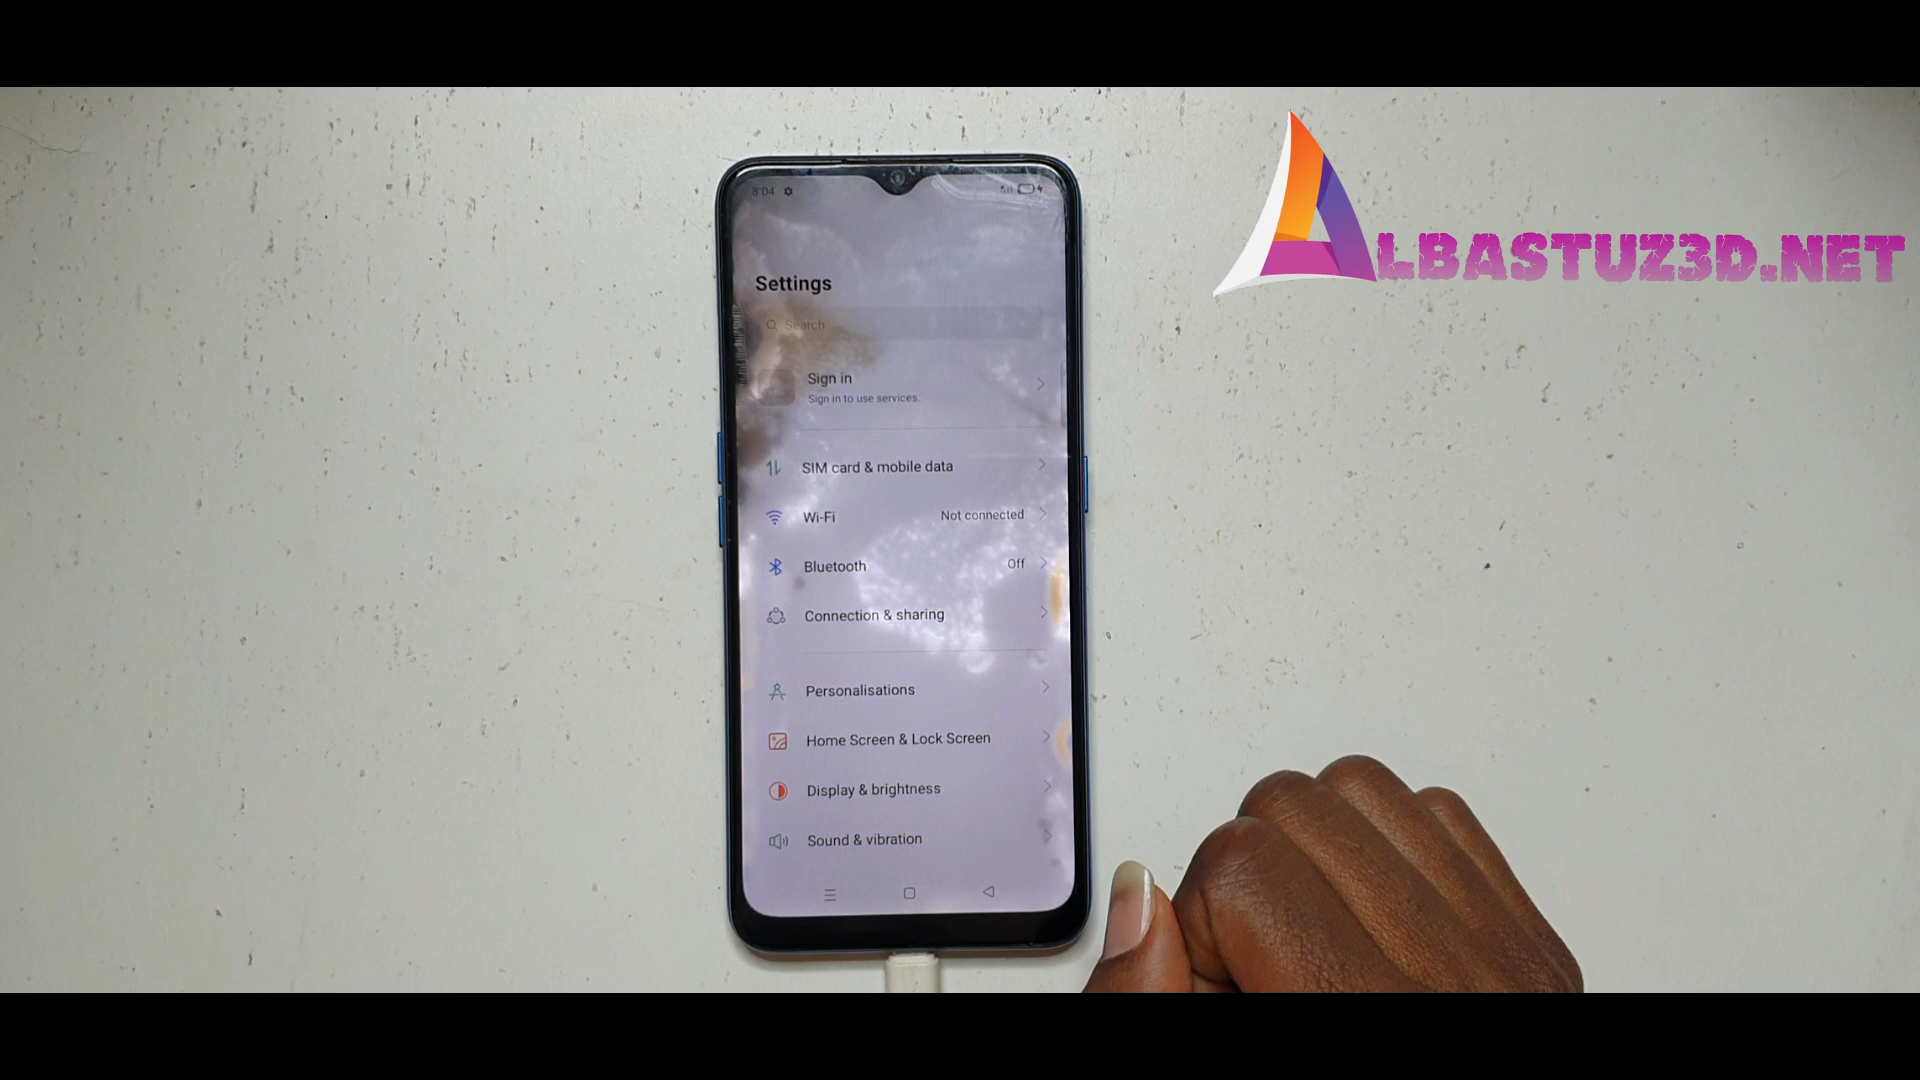 ALBASTUZ3D.NET
8:04
Settings
Search
Sign in
Sign in to use services.
SIM card & mobile data
Wi-Fi
Not connected
Bluetooth
Off
Connection & sharing
Personalisations
Home Screen & Lock Screen
Display & brightness
Sound & vibration